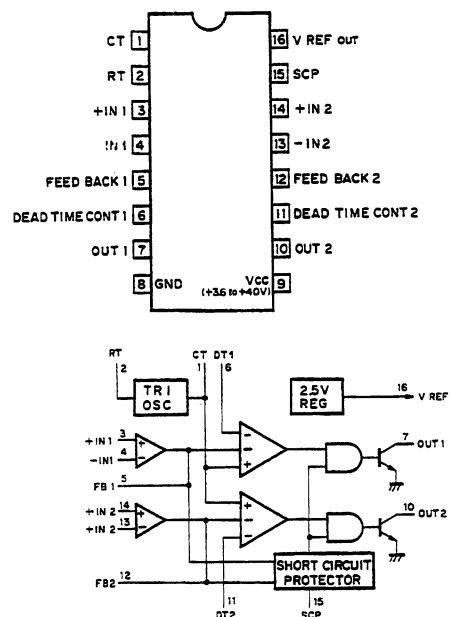 CT 1 16 V REF OUT
RT 2 15 SCP
+IN 1 3 14 +IN 2
IN1 4 13 -IN2
FEED BACK 1 5 12 FEED BACK 2
DEAD TIME CONT 1 6 11 DEAD TIME CONT 2
OUT 1 7 10 OUT 2
8 GND VCC 9
(+3.6 to +40V)
RT CT DT1
2 1 6
TRI
OSC
2.5V
REG
16 V REF
+IN1 3 +
-IN1 4 -
FB 1 5
- - +
7 OUT 1
+IN 2 14 +
+IN 2 13 -
+ - -
10 OUT2
FB2 12
SHORT CIRCUIT
PROTECTOR
11 15
DT2 SCP